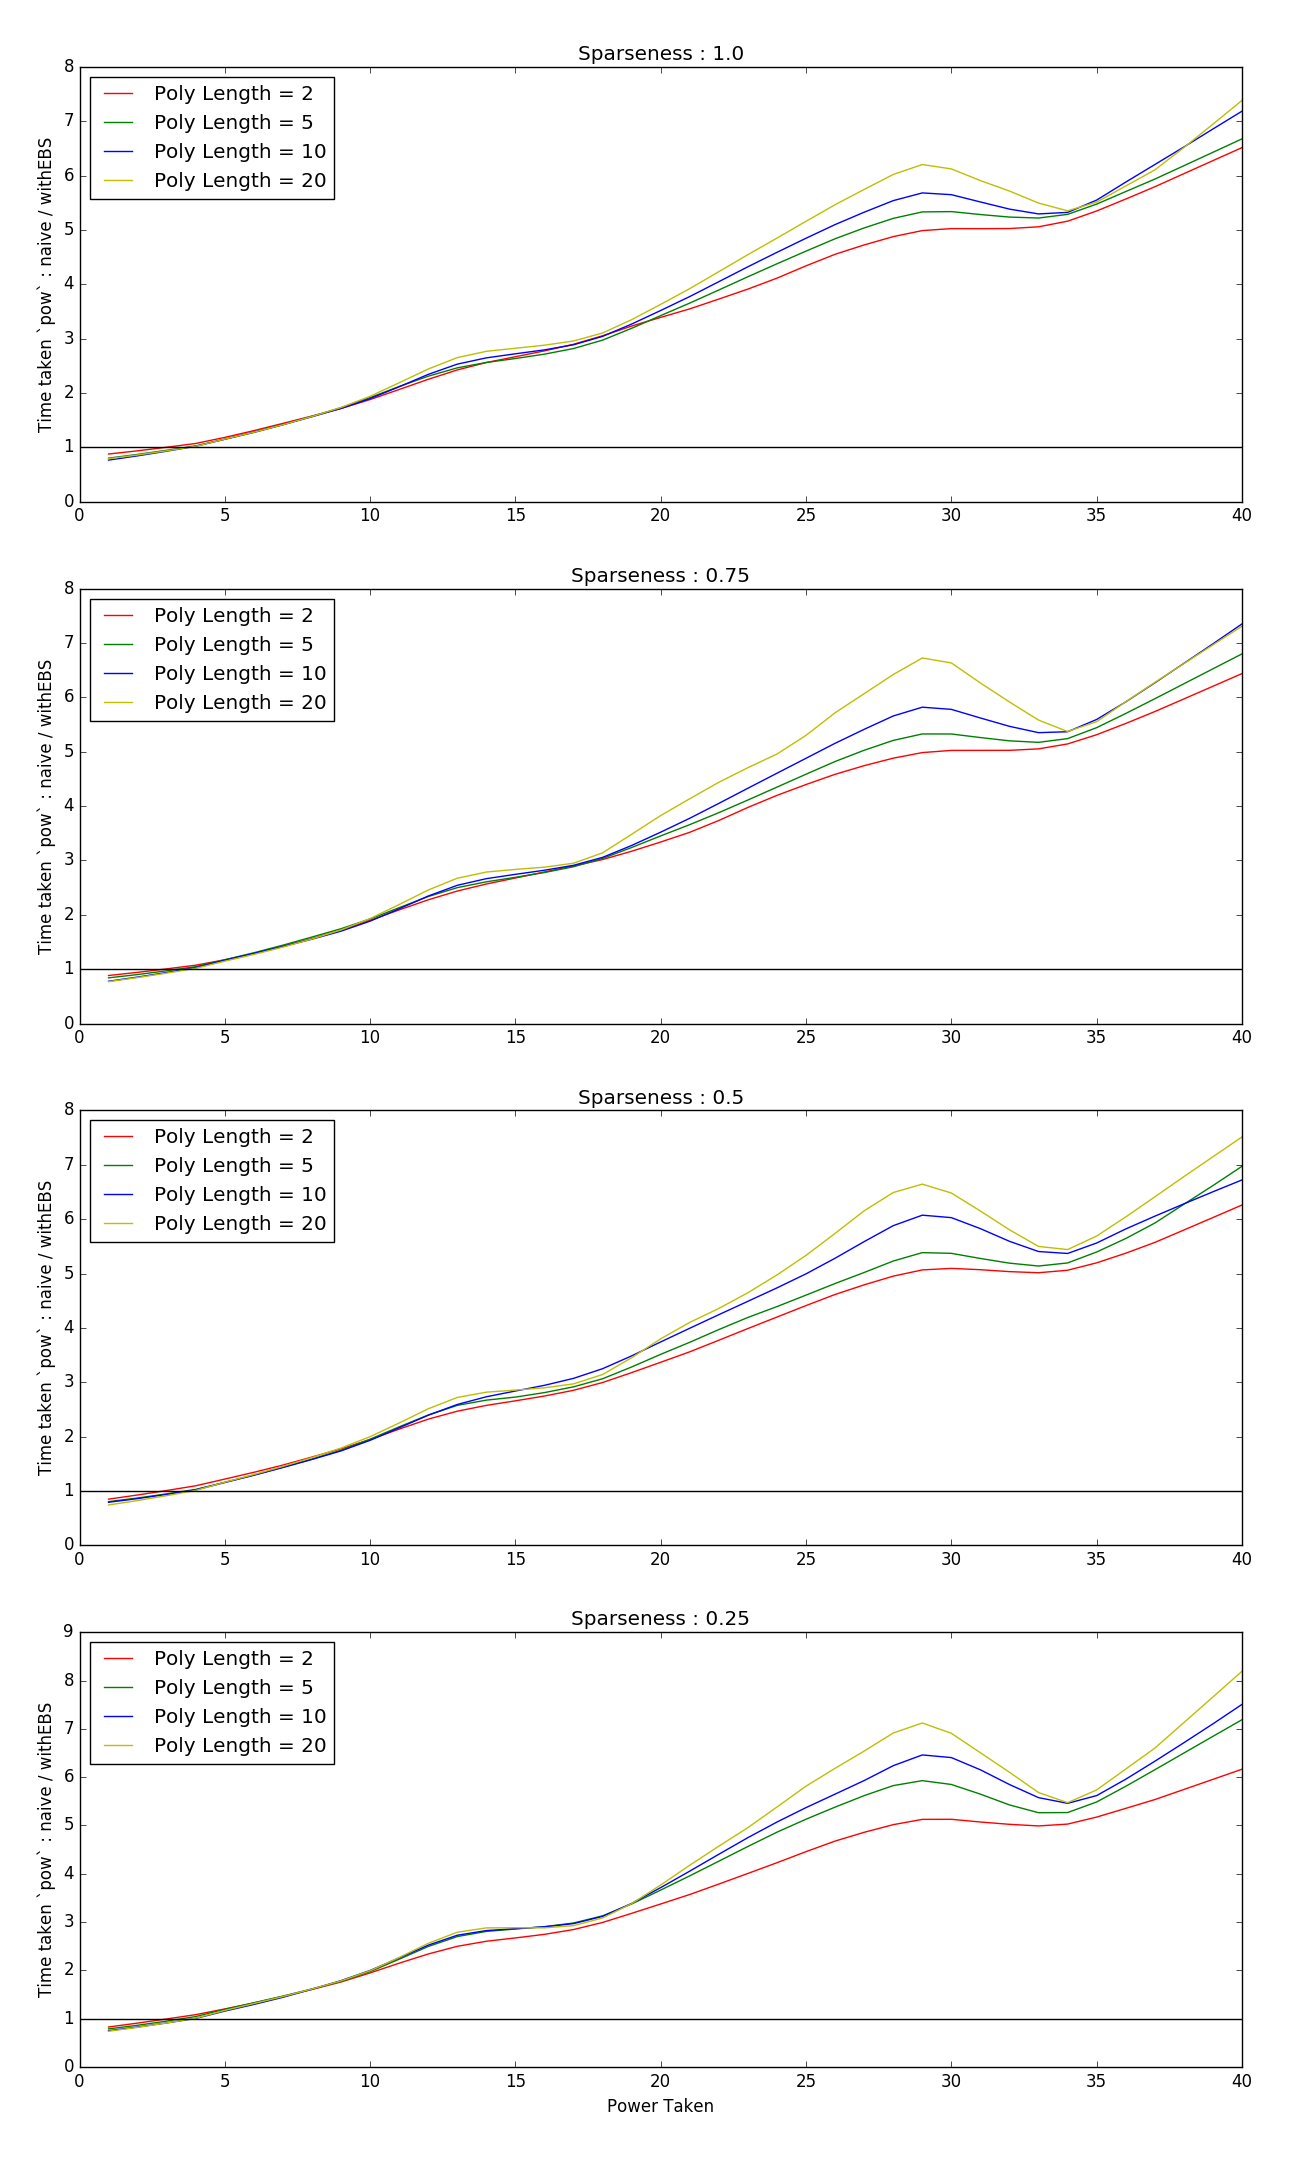 Sparseness : 1.0
Time taken `pow` : naive / withEBS
8
7
6
5
4
3
2
1
0
Poly Length = 2
Poly Length = 5
Poly Length = 10
Poly Length = 20
0 5 10 15 20 25 30 35 40
Sparseness : 0.75
Time taken `pow` : naive / withEBS
8
7
6
5
4
3
2
1
0
Poly Length = 2
Poly Length = 5
Poly Length = 10
Poly Length = 20
0 5 10 15 20 25 30 35 40
Sparseness : 0.5
Time taken `pow` : naive / withEBS
8
7
6
5
4
3
2
1
0
Poly Length = 2
Poly Length = 5
Poly Length = 10
Poly Length = 20
0 5 10 15 20 25 30 35 40
Sparseness : 0.25
Time taken `pow` : naive / withEBS
9
8
7
6
5
4
3
2
1
0
Poly Length = 2
Poly Length = 5
Poly Length = 10
Poly Length = 20
0 5 10 15 20 25 30 35 40
Power Taken